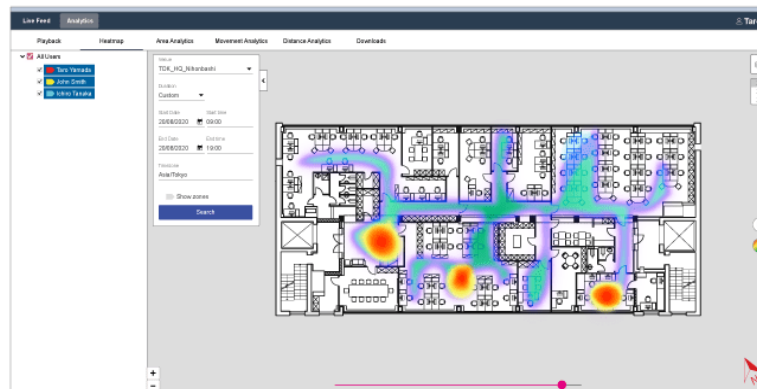 Live Feed
Analytics
Taro
Playback
Heatmap
Area Analytics
Movement Analytics
Distance Analytics
Downloads
All Users
Taro Yamada
John Smith
Ichiro Tanaka
Venue
TDK_HQ_Nihonbashi
Duration
Custom
Start Date
Start time
20/08/2020
09:00
End Date
End time
20/08/2020
19:00
Timezone
Asia/Tokyo
Show zones
Search
+
−